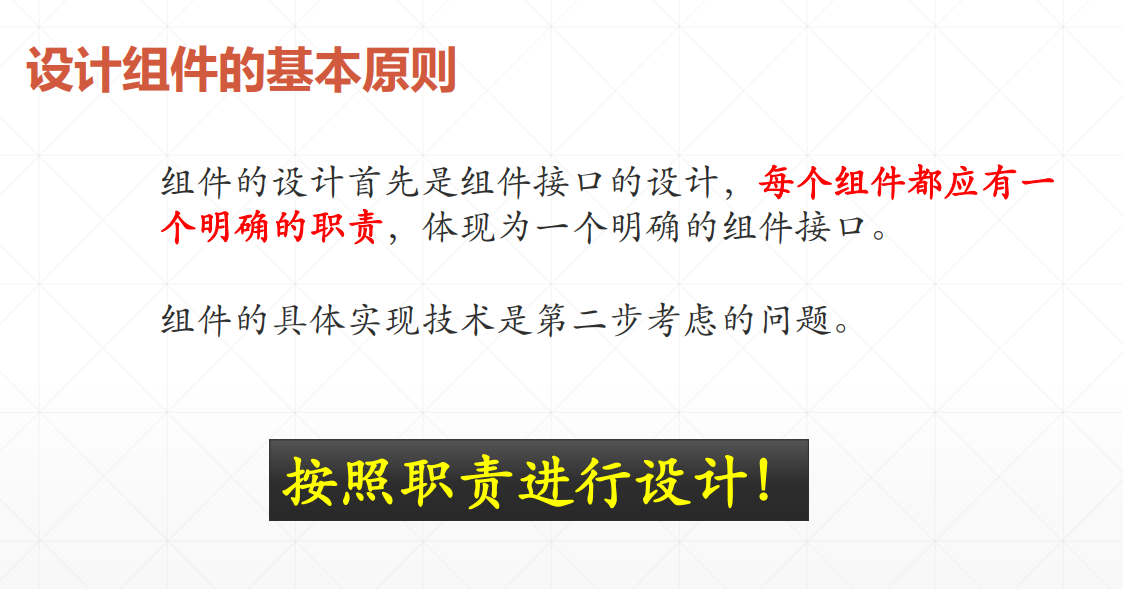 设计组件的基本原则
组件的设计首先是组件接口的设计，每个组件都应有一
个明确的职责，体现为一个明确的组件接口。
组件的具体实现技术是第二步考虑的问题。
按照职责进行设计！